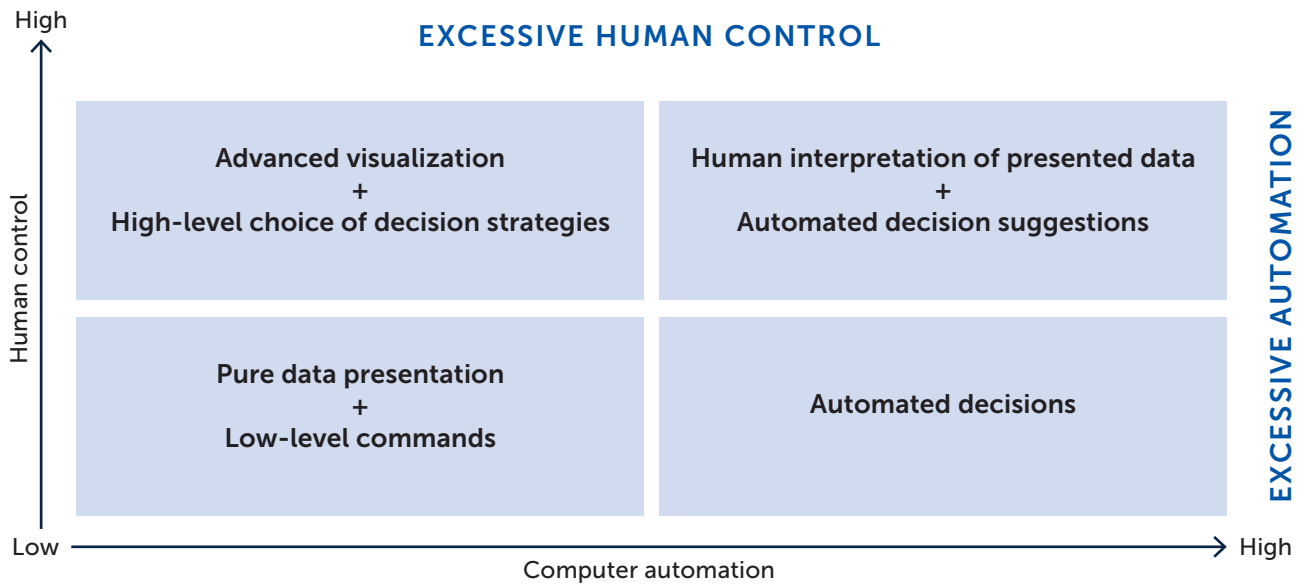 High
EXCESSIVE HUMAN CONTROL
Human control
Advanced visualization
+
High-level choice of decision strategies
Human interpretation of presented data
+
Automated decision suggestions
EXCESSIVE AUTOMATION
Pure data presentation
+
Low-level commands
Automated decisions
Low
High
Computer automation